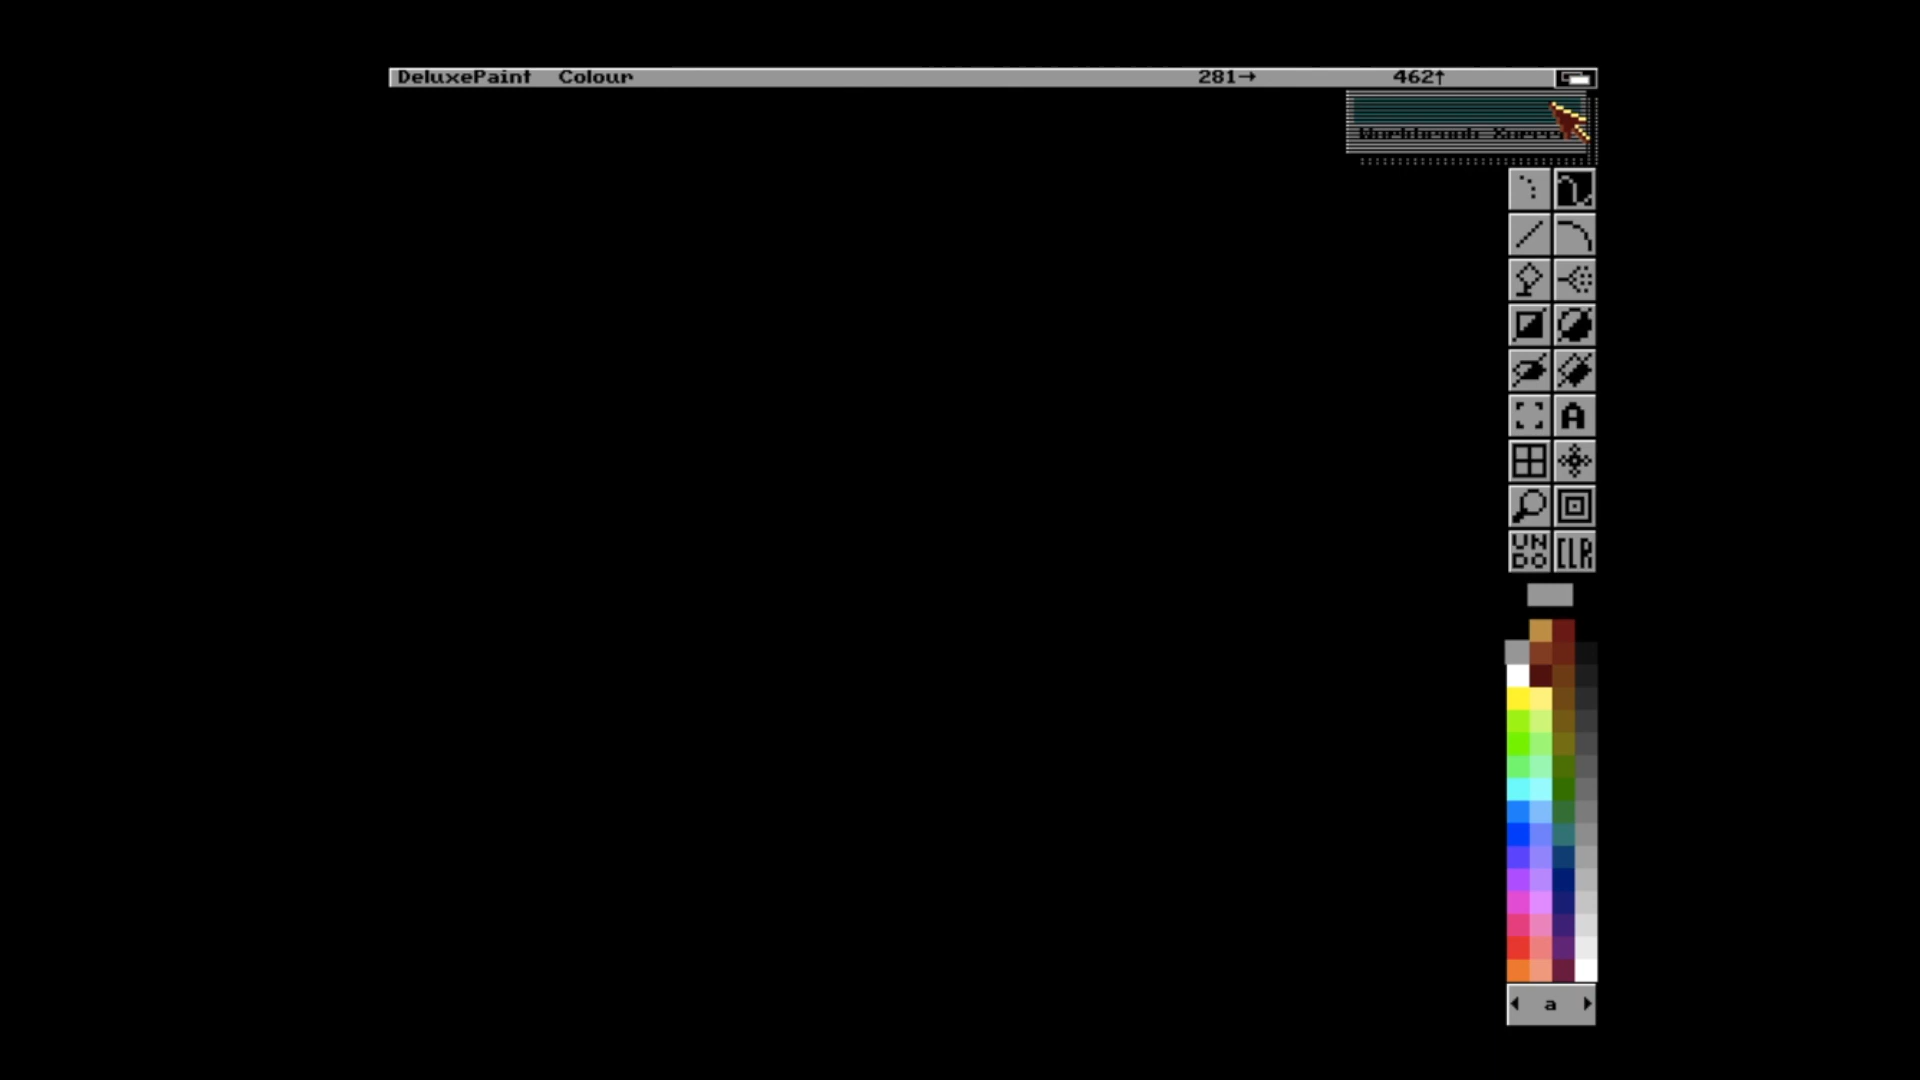 DeluxePaint Colour 281→ 462↑
A
UN
DO CLR
a